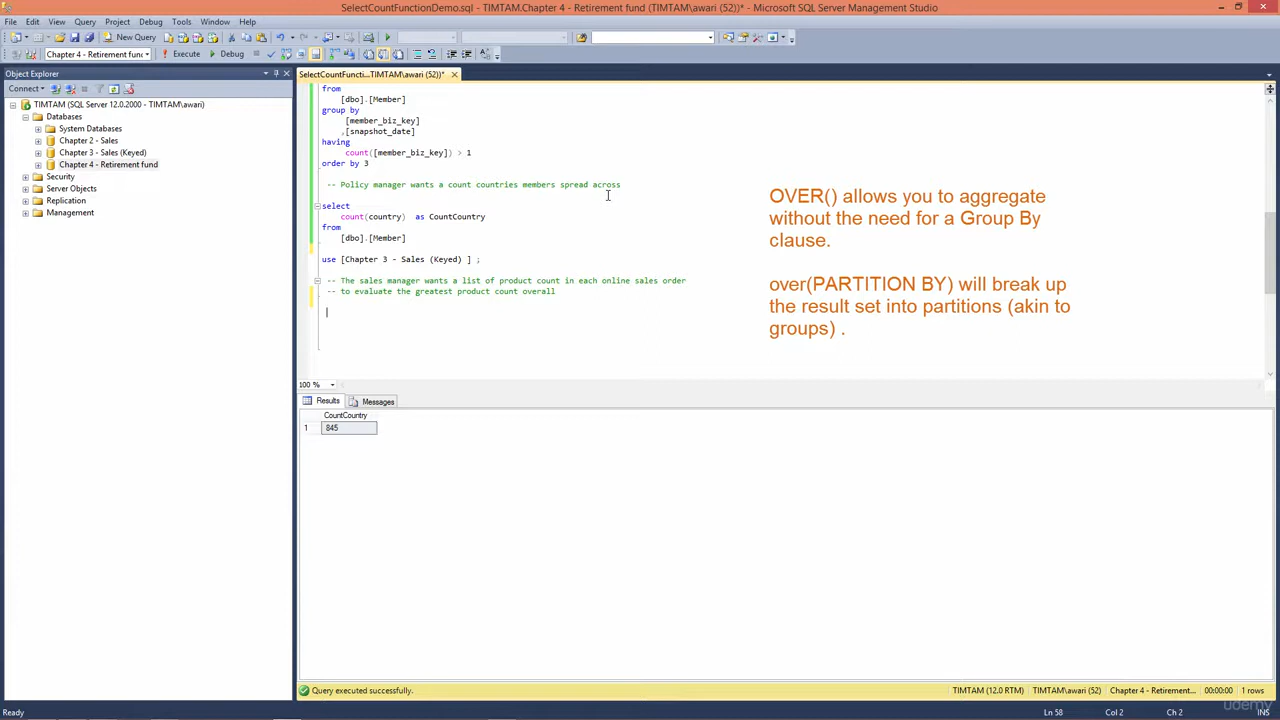 SelectCountFunctionDemo.sql - TIMTAM.Chapter 4 - Retirement fund (TIMTAM\awari (52))* - Microsoft SQL Server Management Studio
File Edit View Query Project Debug Tools Window Help
New Query
Chapter 4 - Retirement func Execute Debug
Object Explorer
SelectCountFuncti...TIMTAM\awari (52))*
Connect
TIMTAM (SQL Server 12.0.2000 - TIMTAM\awari)
Databases
System Databases
Chapter 2 - Sales
Chapter 3 - Sales (Keyed)
Chapter 4 - Retirement fund
Security
Server Objects
Replication
Management
from
[dbo].[Member]
group by
[member_biz_key]
,[snapshot_date]
having
count([member_biz_key]) > 1
order by 3
-- Policy manager wants a count countries members spread across
select
count(country) as CountCountry
from
[dbo].[Member]
use [Chapter 3 - Sales (Keyed) ] ;
-- The sales manager wants a list of product count in each online sales order
-- to evaluate the greatest product count overall
OVER() allows you to aggregate
without the need for a Group By
clause.
over(PARTITION BY) will break up
the result set into partitions (akin to
groups) .
100 %
Results Messages
CountCountry
1 845
Query executed successfully.
TIMTAM (12.0 RTM) TIMTAM\awari (52) Chapter 4 - Retirement... 00:00:00 1 rows
Ready
Ln 58 Col 2 Ch 2 INS
udemy